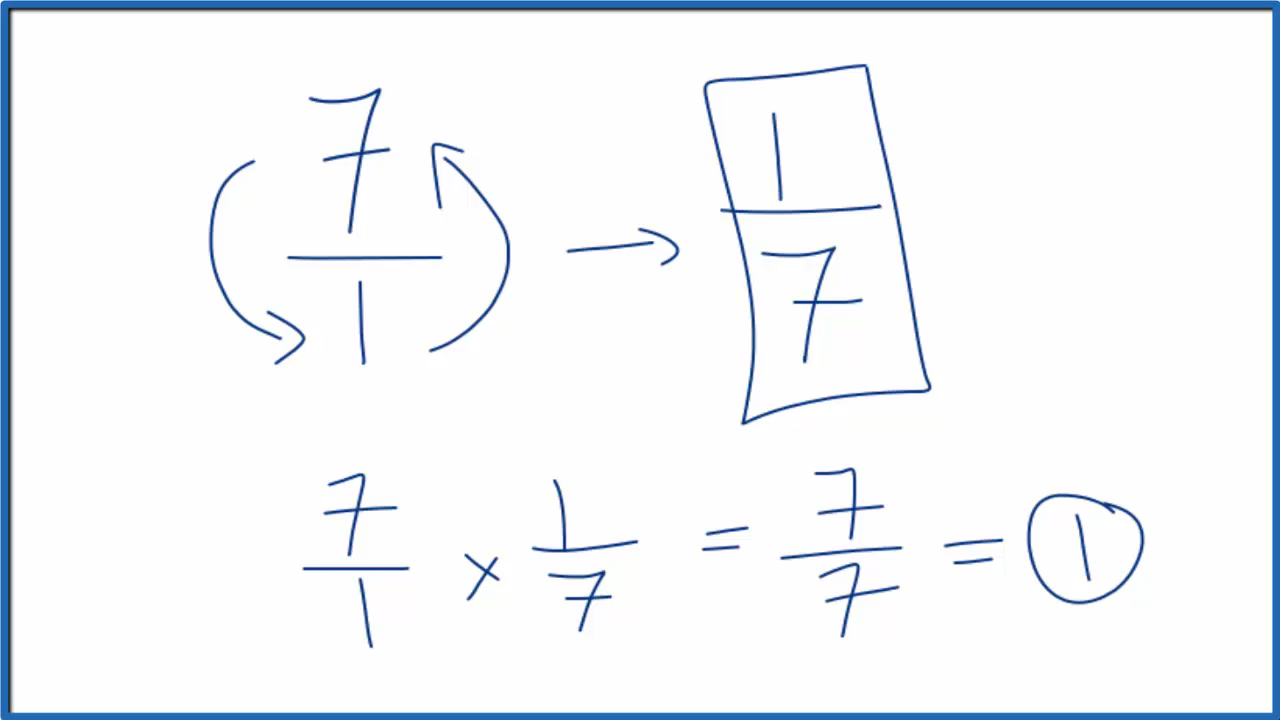 7/1 → 1/7
7/1 × 1/7 = 7/7 = 1